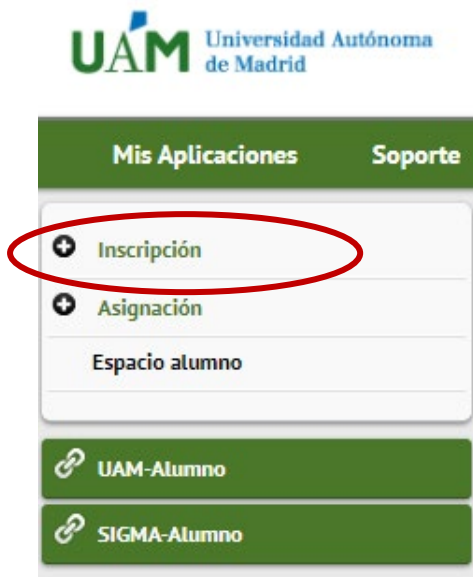 UAM Universidad Autónoma
de Madrid
Mis Aplicaciones Soporte
Inscripción
Asignación
Espacio alumno
UAM-Alumno
SIGMA-Alumno